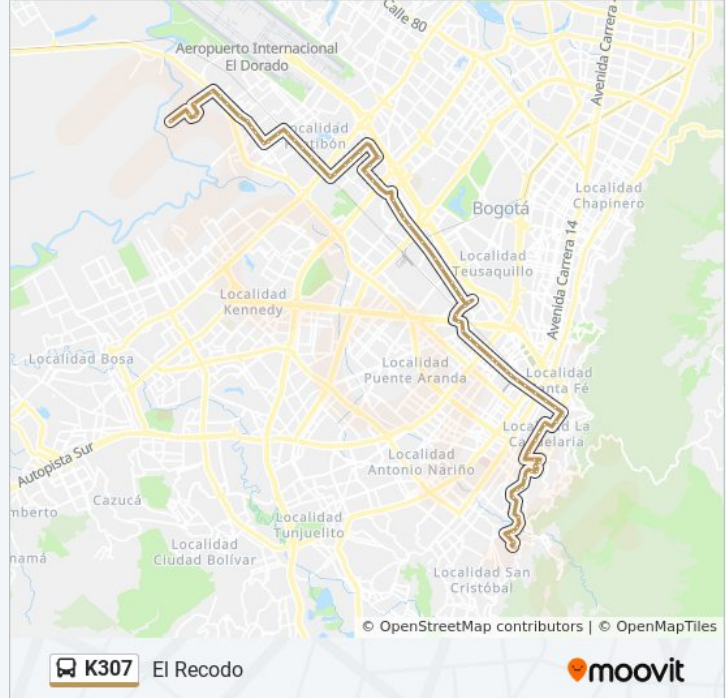 Calle 80
Aeropuerto Internacional
El Dorado
Avenida Carrera
Localidad
Localidad
Chapinero
Bogotá
Localidad
Teusaquillo
Avenida Carrera 14
Localidad
Kennedy
Localidad Bosa
Localidad
Puente Aranda
Localidad
Santa Fé
Localidad La
Candelaria
Autopista Sur
Localidad
Antonio Nariño
Cazucá
Localidad
Tunjuelito
Localidad
Ciudad Bolívar
Localidad San
Cristóbal
© OpenStreetMap contributors | © OpenMapTiles
K307 El Recodo
moovit